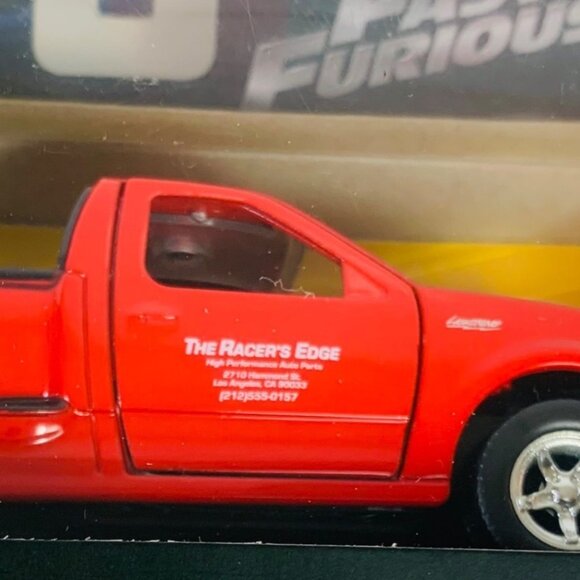 FAST
FURIOUS
Lightning
THE RACER'S EDGE
High Performance Auto Parts
2710 Hammond St.
Los Angeles, CA 90033
(212)555-0157